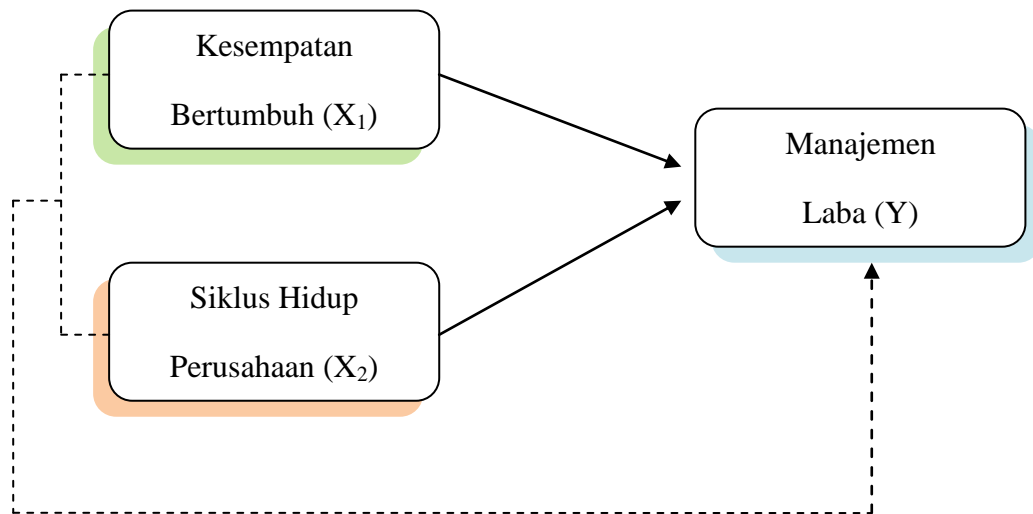 Kesempatan
Bertumbuh (X₁)
Manajemen
Laba (Y)
Siklus Hidup
Perusahaan (X₂)